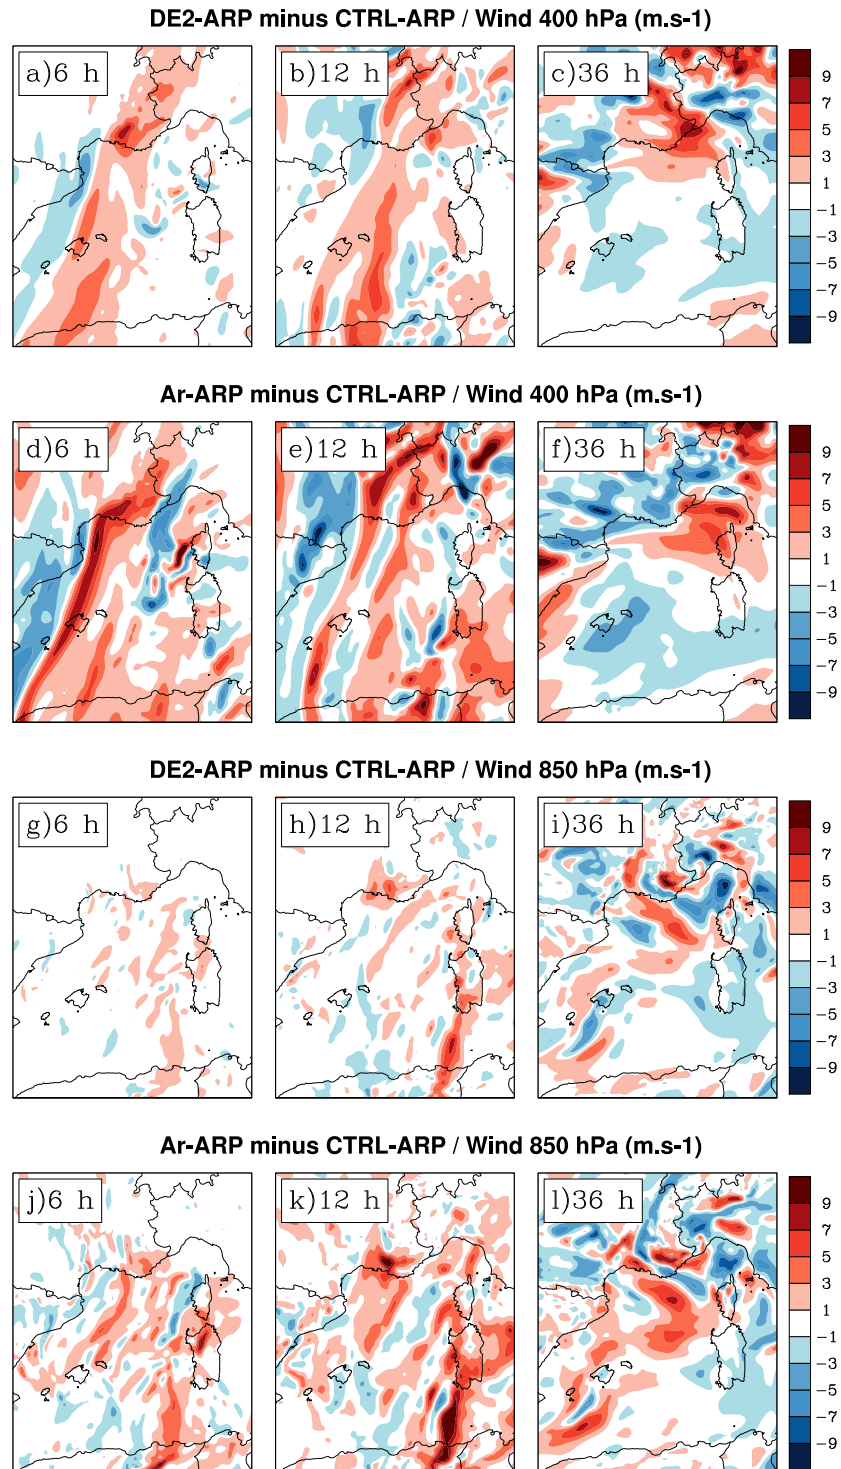 DE2-ARP minus CTRL-ARP / Wind 400 hPa (m.s-1)
a)6 h
b)12 h
c)36 h
9
7
5
3
1
−1
−3
−5
−7
−9
Ar-ARP minus CTRL-ARP / Wind 400 hPa (m.s-1)
d)6 h
e)12 h
f)36 h
9
7
5
3
1
−1
−3
−5
−7
−9
DE2-ARP minus CTRL-ARP / Wind 850 hPa (m.s-1)
g)6 h
h)12 h
i)36 h
9
7
5
3
1
−1
−3
−5
−7
−9
Ar-ARP minus CTRL-ARP / Wind 850 hPa (m.s-1)
j)6 h
k)12 h
l)36 h
9
7
5
3
1
−1
−3
−5
−7
−9